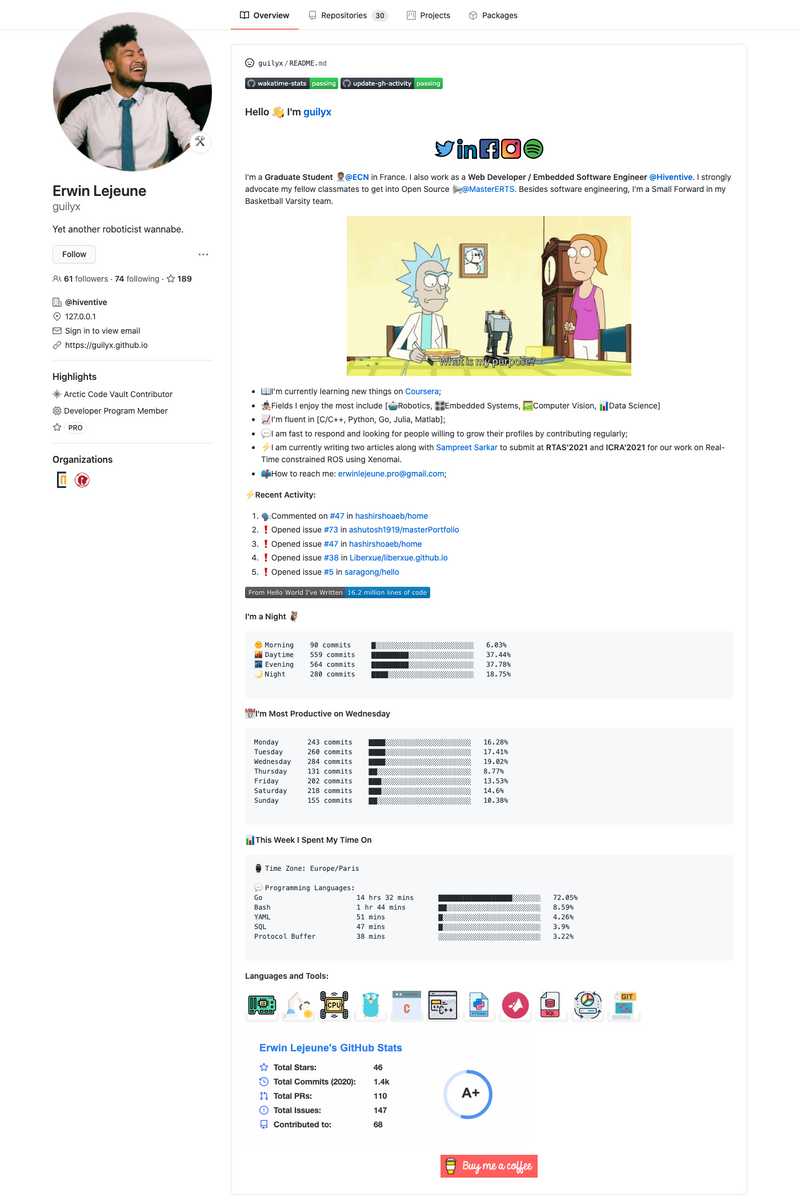 Overview
Repositories 30
Projects
Packages
Erwin Lejeune
guilyx
Yet another roboticist wannabe.
Follow
61 followers · 74 following · 189
@hiventive
127.0.0.1
Sign in to view email
https://guilyx.github.io
Highlights
Arctic Code Vault Contributor
Developer Program Member
PRO
Organizations
guilyx / README.md
wakatime-stats passing update-gh-activity passing
Hello 👋 I'm guilyx
I'm a Graduate Student @ECN in France. I also work as a Web Developer / Embedded Software Engineer @Hiventive. I strongly
advocate my fellow classmates to get into Open Source @MasterERTS. Besides software engineering, I'm a Small Forward in my
Basketball Varsity team.
What is my purpose?
I'm currently learning new things on Coursera;
Fields I enjoy the most include [Robotics, Embedded Systems, Computer Vision, Data Science]
I'm fluent in [C/C++, Python, Go, Julia, Matlab];
I am fast to respond and looking for people willing to grow their profiles by contributing regularly;
⚡I am currently writing two articles along with Sampreet Sarkar to submit at RTAS'2021 and ICRA'2021 for our work on Real-
Time constrained ROS using Xenomai.
How to reach me: erwinlejeune.pro@gmail.com;
⚡Recent Activity:
1. Commented on #47 in hashirshoaeb/home
2. ❗ Opened issue #73 in ashutosh1919/masterPortfolio
3. ❗ Opened issue #47 in hashirshoaeb/home
4. ❗ Opened issue #38 in Liberxue/liberxue.github.io
5. ❗ Opened issue #5 in saragong/hello
From Hello World I've Written 16.2 million lines of code
I'm a Night 🦉
Morning 90 commits 6.03%
Daytime 559 commits 37.44%
Evening 564 commits 37.78%
Night 280 commits 18.75%
I'm Most Productive on Wednesday
Monday 243 commits 16.28%
Tuesday 260 commits 17.41%
Wednesday 284 commits 19.02%
Thursday 131 commits 8.77%
Friday 202 commits 13.53%
Saturday 218 commits 14.6%
Sunday 155 commits 10.38%
This Week I Spent My Time On
Time Zone: Europe/Paris
Programming Languages:
Go 14 hrs 32 mins 72.05%
Bash 1 hr 44 mins 8.59%
YAML 51 mins 4.26%
SQL 47 mins 3.9%
Protocol Buffer 38 mins 3.22%
Languages and Tools:
CPU C C++ SQL GIT
Erwin Lejeune's GitHub Stats
Total Stars: 46
Total Commits (2020): 1.4k
Total PRs: 110
Total Issues: 147
Contributed to: 68
A+
Buy me a coffee